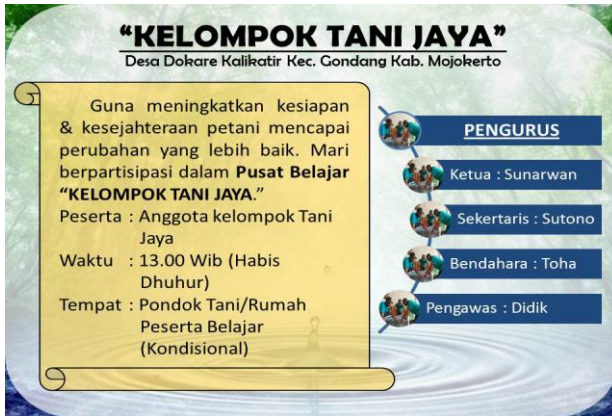 “KELOMPOK TANI JAYA”
Desa Dokare Kalikatir Kec. Gondang Kab. Mojokerto
Guna meningkatkan kesiapan
& kesejahteraan petani mencapai
perubahan yang lebih baik. Mari
berpartisipasi dalam Pusat Belajar
“KELOMPOK TANI JAYA.”
Peserta : Anggota kelompok Tani
Jaya
Waktu : 13.00 Wib (Habis
Dhuhur)
Tempat : Pondok Tani/Rumah
Peserta Belajar
(Kondisional)
PENGURUS
Ketua : Sunarwan
Sekertaris : Sutono
Bendahara : Toha
Pengawas : Didik